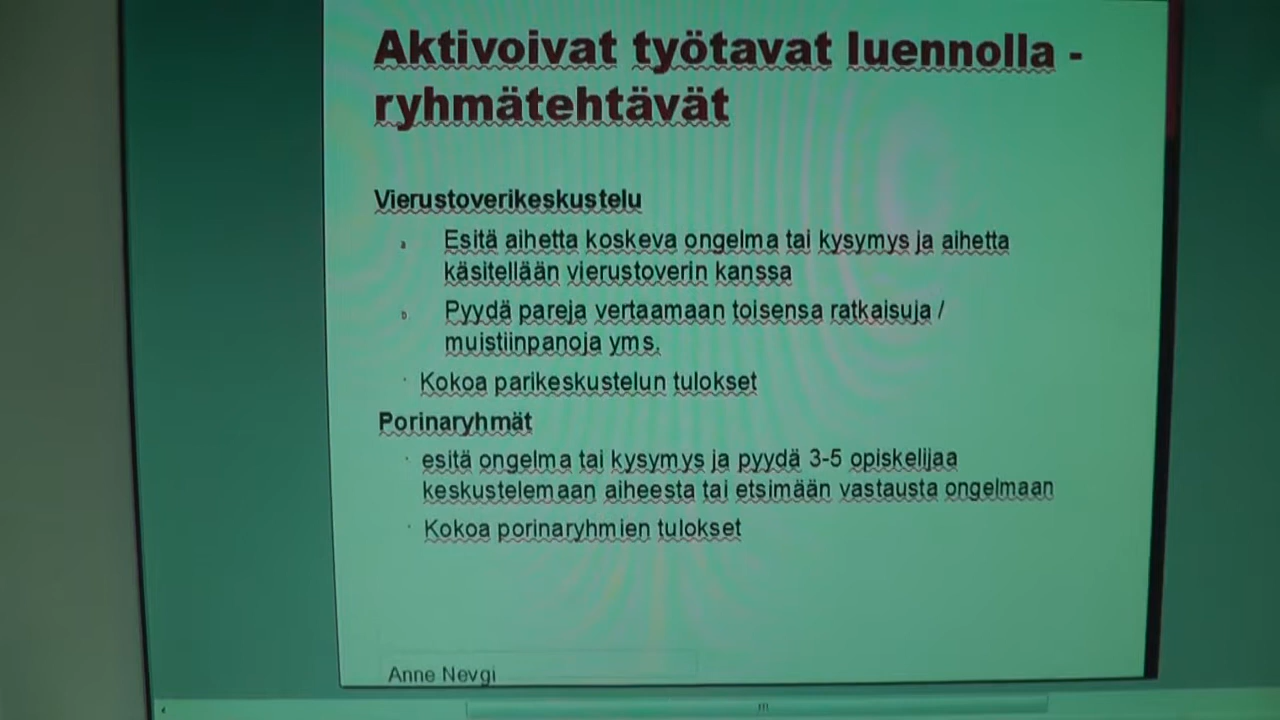 Aktivoivat työtavat luennolla -
ryhmätehtävät
Vierustoverikeskustelu
a Esitä aihetta koskeva ongelma tai kysymys ja aihetta
käsitellään vierustoverin kanssa
b Pyydä pareja vertaamaan toisensa ratkaisuja /
muistiinpanoja yms.
· Kokoa parikeskustelun tulokset
Porinaryhmät
· esitä ongelma tai kysymys ja pyydä 3-5 opiskelijaa
keskustelemaan aiheesta tai etsimään vastausta ongelmaan
· Kokoa porinaryhmien tulokset
Anne Nevgi